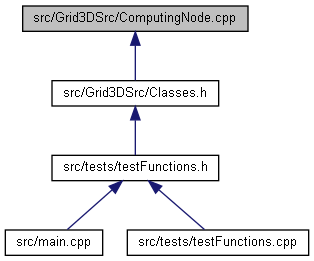 src/Grid3DSrc/ComputingNode.cpp
src/Grid3DSrc/Classes.h
src/tests/testFunctions.h
src/main.cpp
src/tests/testFunctions.cpp